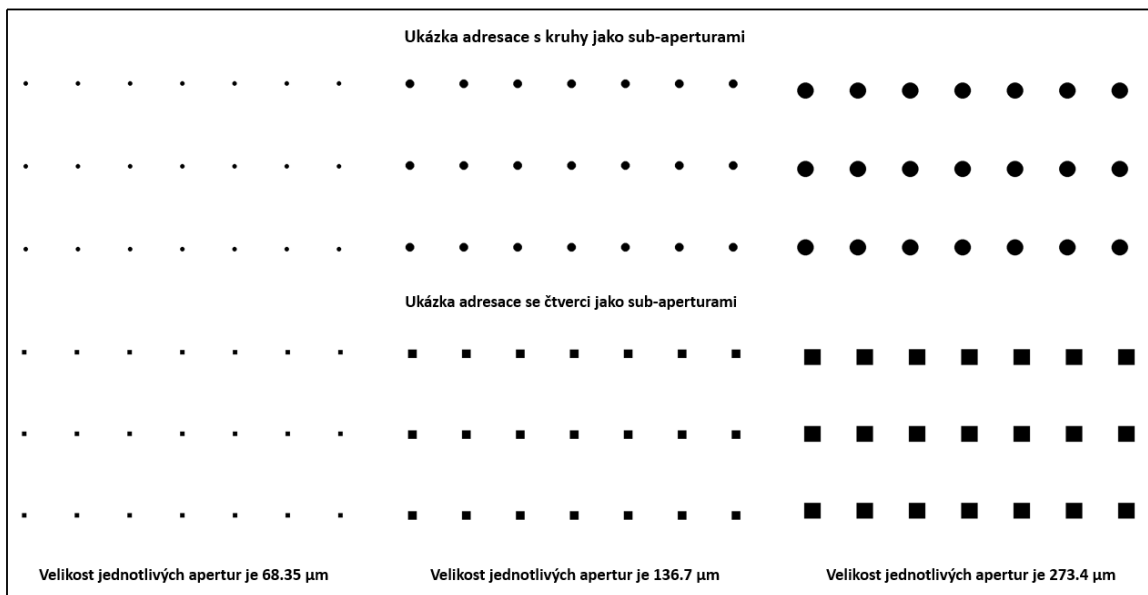 Ukázka adresace s kruhy jako sub-aperturami
Ukázka adresace se čtverci jako sub-aperturami
Velikost jednotlivých apertur je 68.35 µm
Velikost jednotlivých apertur je 136.7 µm
Velikost jednotlivých apertur je 273.4 µm